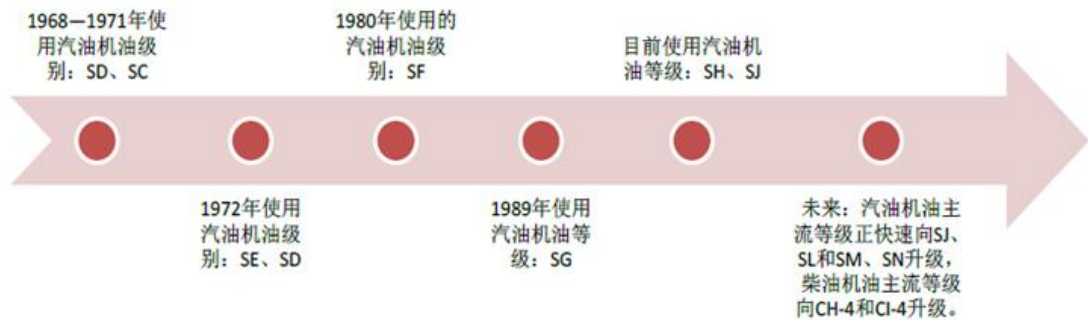 1968—1971年使
用汽油机油级
别：SD、SC
1972年使用
汽油机油级
别：SE、SD
1980年使用的
汽油机油级
别：SF
1989年使用
汽油机油等
级：SG
目前使用汽油机
油等级：SH、SJ
未来：汽油机油主
流等级正快速向SJ、
SL和SM、SN升级，
柴油机油主流等级
向CH-4和CI-4升级。